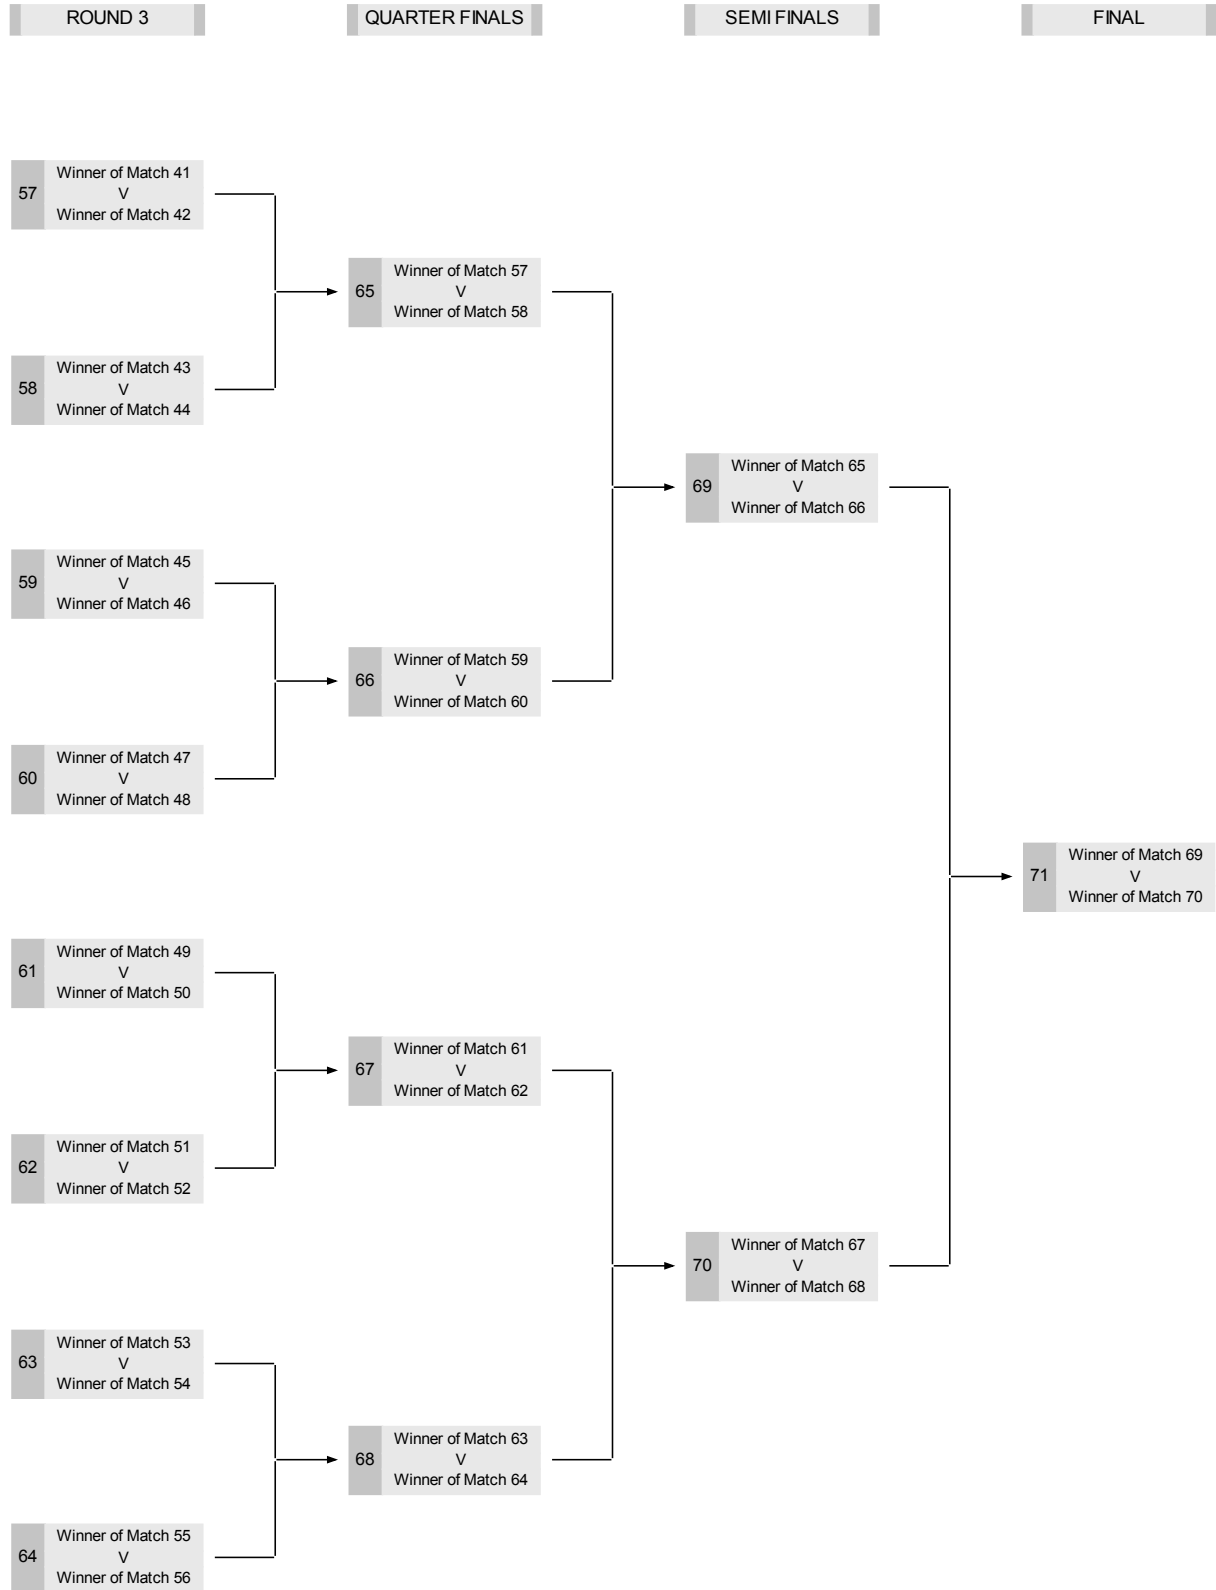 ROUND 3
QUARTER FINALS
SEMI FINALS
FINAL
57
Winner of Match 41
V
Winner of Match 42
58
Winner of Match 43
V
Winner of Match 44
59
Winner of Match 45
V
Winner of Match 46
60
Winner of Match 47
V
Winner of Match 48
61
Winner of Match 49
V
Winner of Match 50
62
Winner of Match 51
V
Winner of Match 52
63
Winner of Match 53
V
Winner of Match 54
64
Winner of Match 55
V
Winner of Match 56
65
Winner of Match 57
V
Winner of Match 58
66
Winner of Match 59
V
Winner of Match 60
67
Winner of Match 61
V
Winner of Match 62
68
Winner of Match 63
V
Winner of Match 64
69
Winner of Match 65
V
Winner of Match 66
70
Winner of Match 67
V
Winner of Match 68
71
Winner of Match 69
V
Winner of Match 70